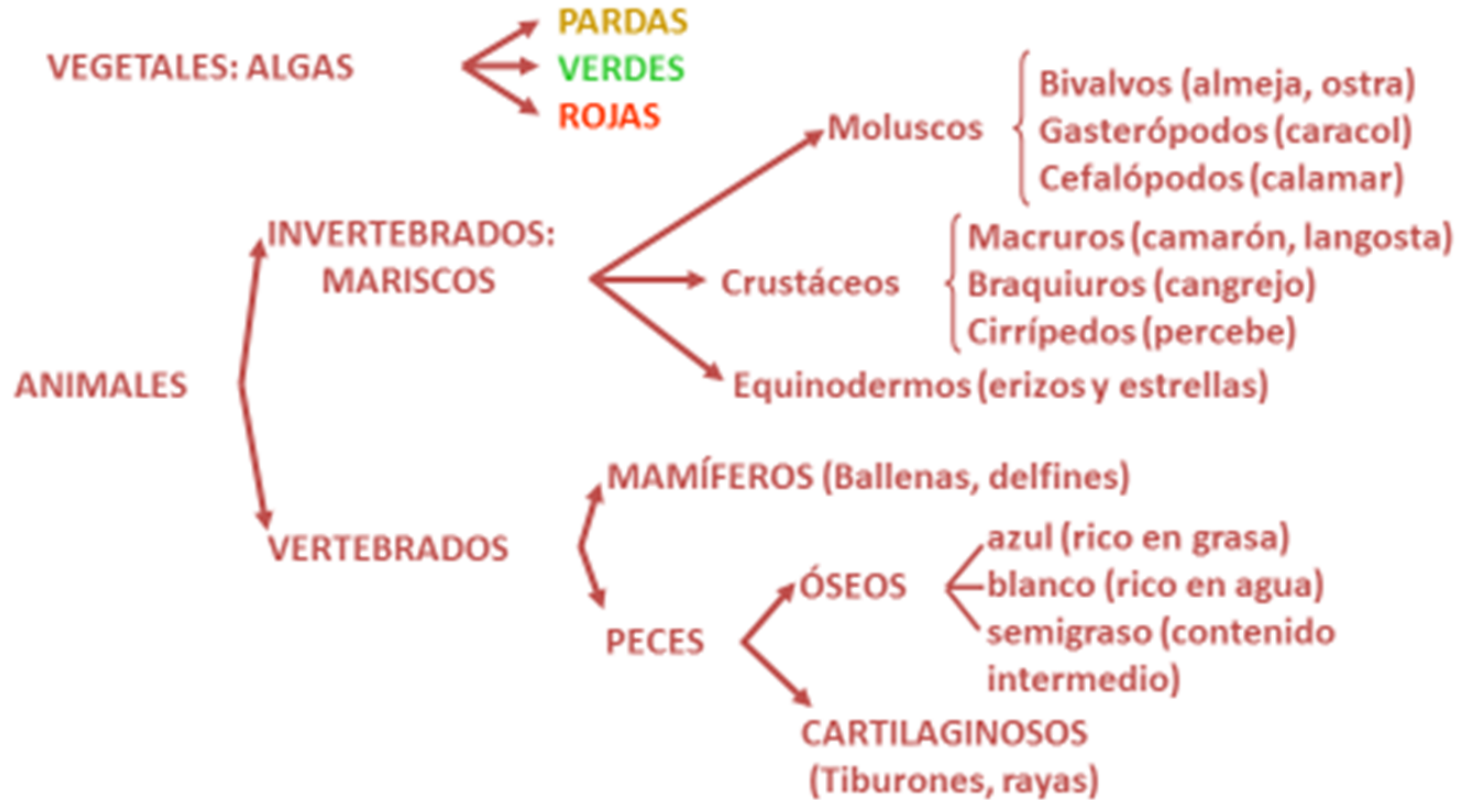 VEGETALES: ALGAS
PARDAS
VERDES
ROJAS
ANIMALES
INVERTEBRADOS:
MARISCOS
Moluscos
Bivalvos (almeja, ostra)
Gasterópodos (caracol)
Cefalópodos (calamar)
Crustáceos
Macruros (camarón, langosta)
Braquiuros (cangrejo)
Cirrípedos (percebe)
Equinodermos (erizos y estrellas)
VERTEBRADOS
MAMÍFEROS (Ballenas, delfines)
PECES
ÓSEOS
azul (rico en grasa)
blanco (rico en agua)
semigraso (contenido
intermedio)
CARTILAGINOSOS
(Tiburones, rayas)